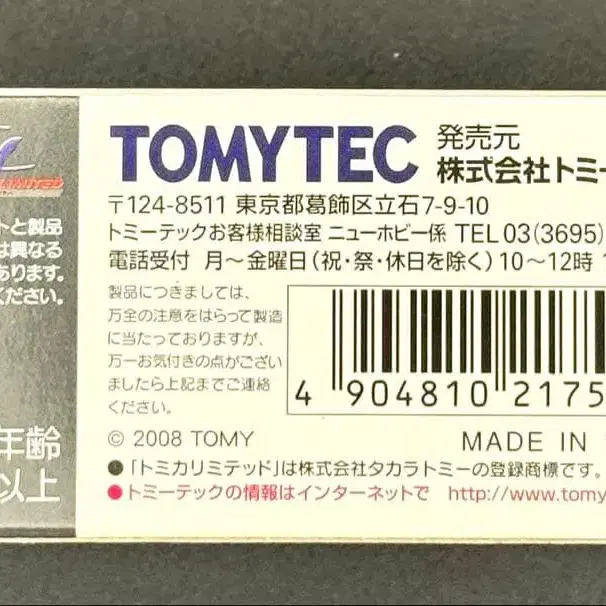 TOMYTEC 発売元
株式会社トミー
〒124-8511 東京都葛飾区立石7-9-10
トミーテックお客様相談室 ニューホビー係 TEL 03(3695)
電話受付 月～金曜日(祝・祭・休日を除く) 10～12時 1
製品につきましては、
万全の注意をはらって製造
に当たっておりますが、
万一お気付きの点がござい
ましたら上記までご連絡
ください。
4 904810 2175
© 2008 TOMY MADE IN
●「トミカリミテッド」は株式会社タカラトミーの登録商標です。
●トミーテックの情報はインターネットで http://www.tomy
トと製品
は異なる
あります。
ださい。
年齢
以上